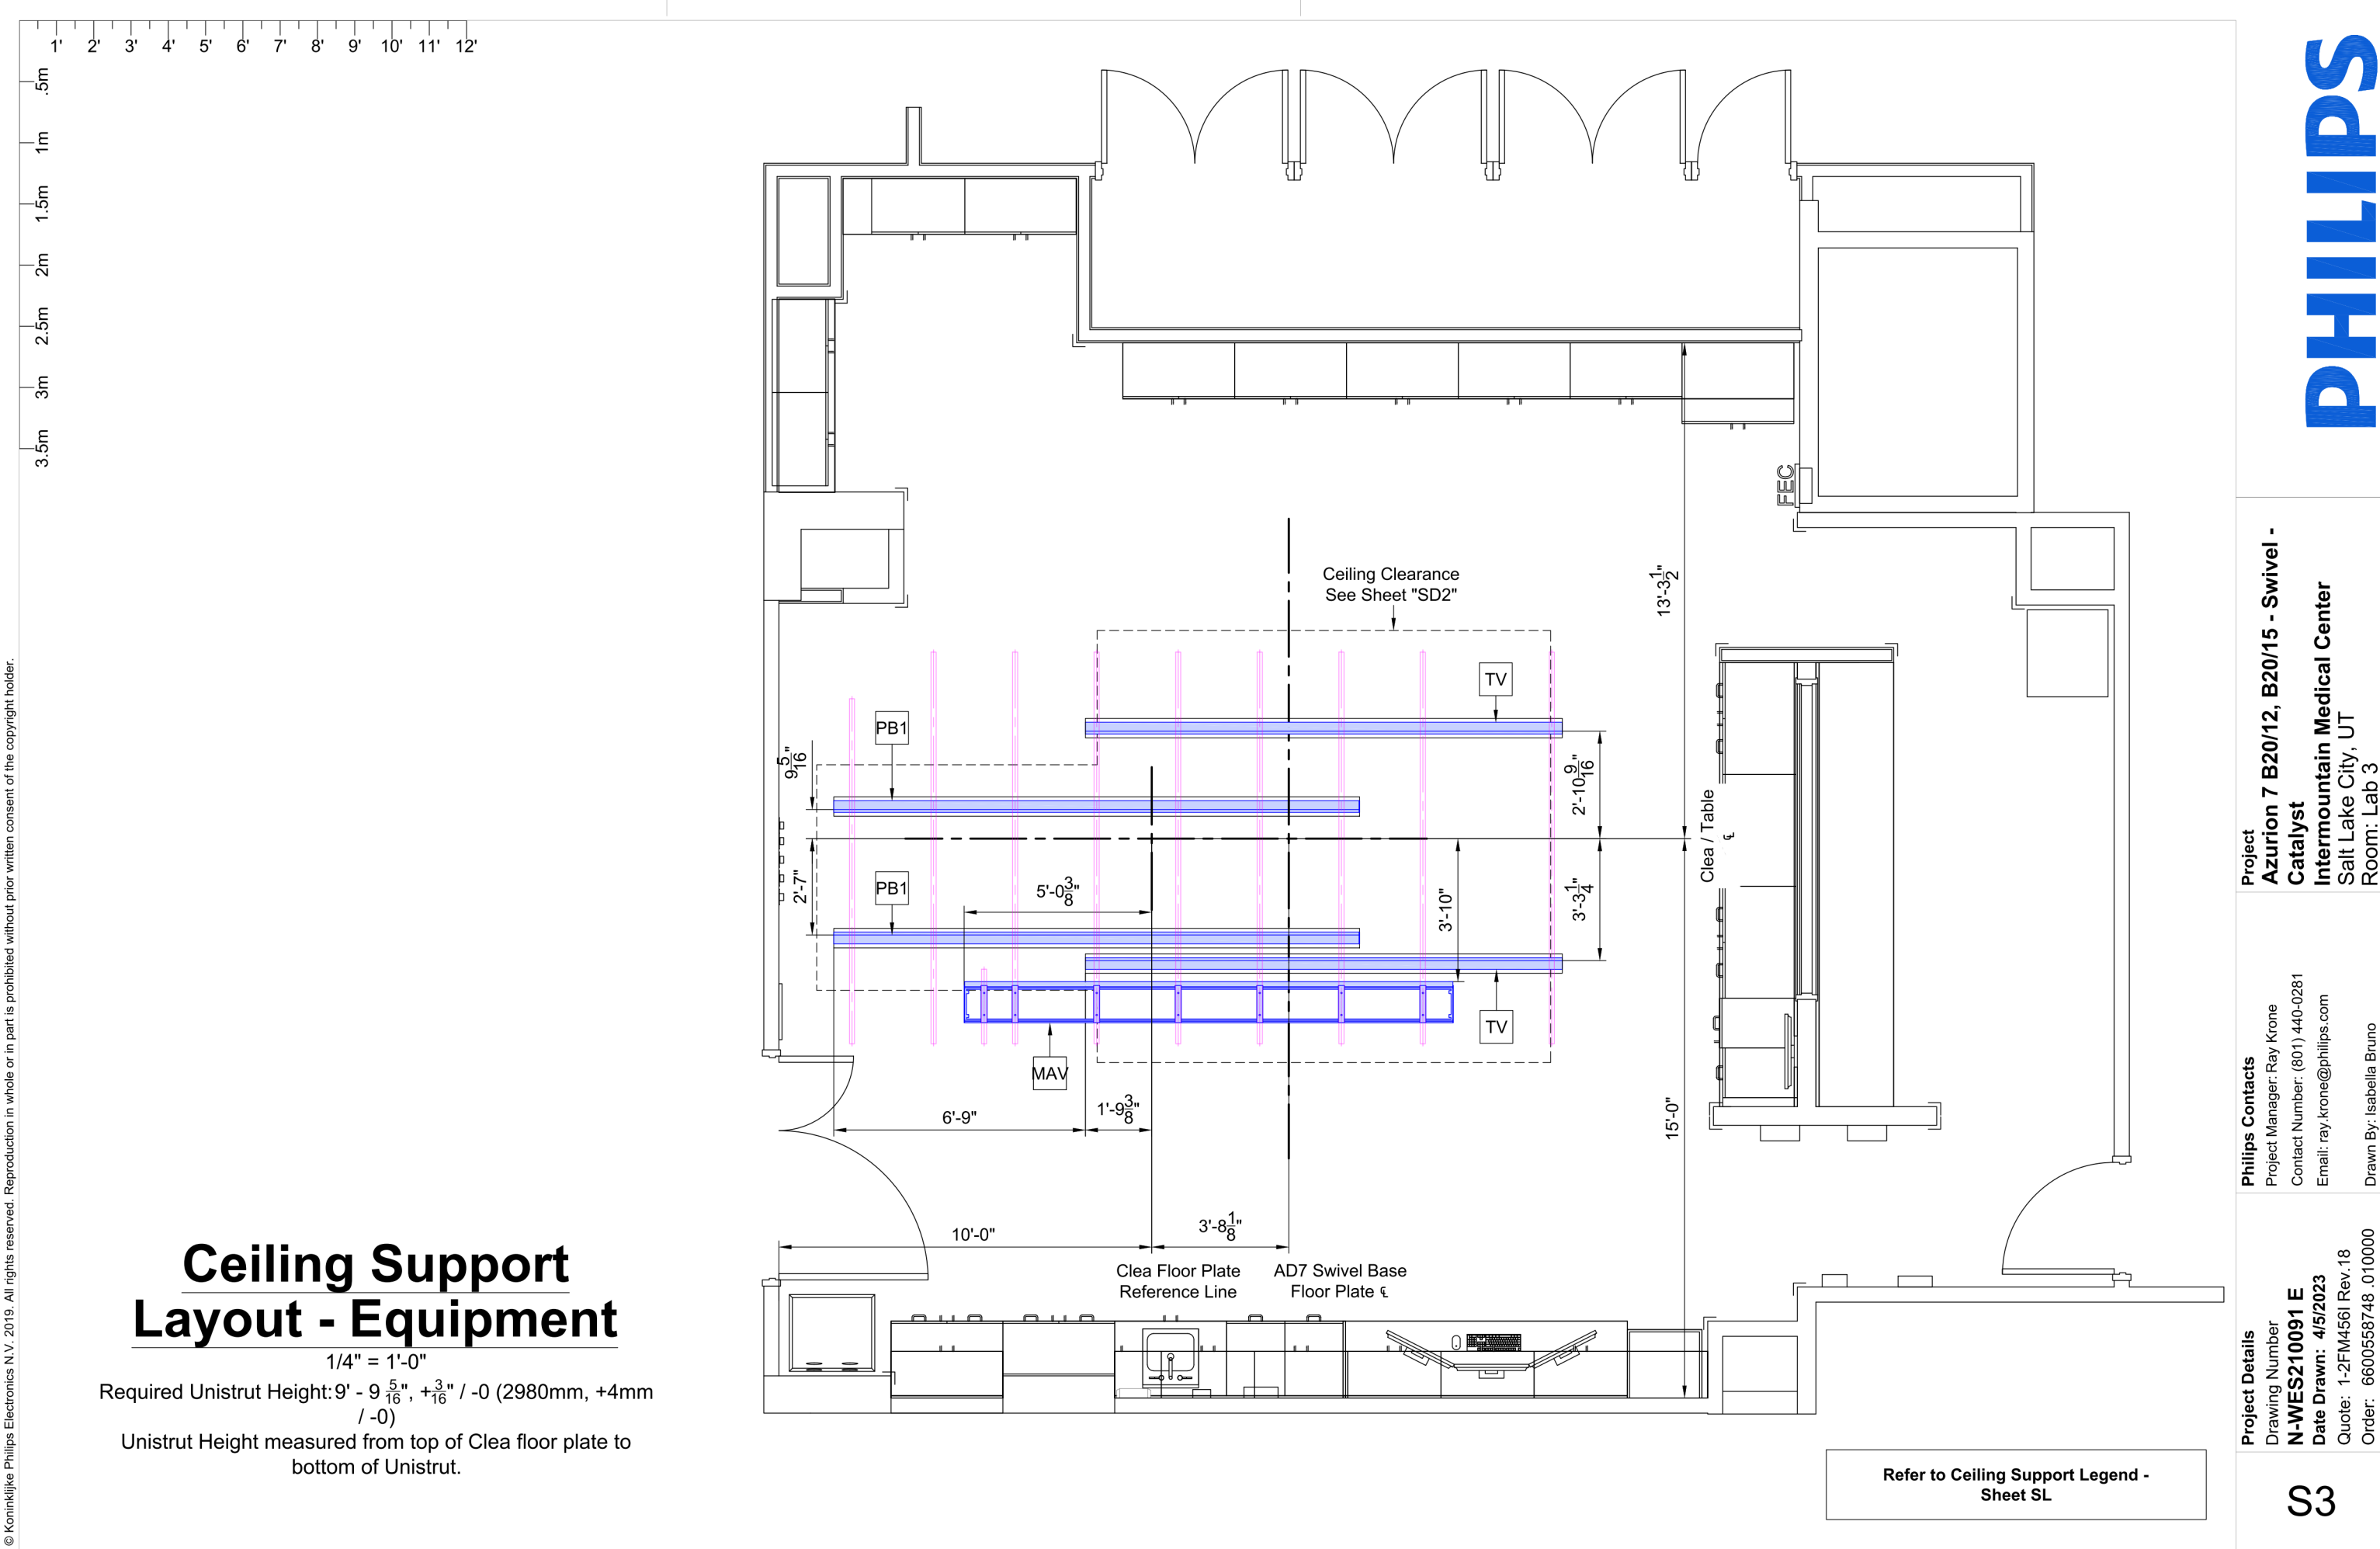 1' 2' 3' 4' 5' 6' 7' 8' 9' 10' 11' 12'
.5m
1m
1.5m
2m
2.5m
3m
3.5m
© Koninklijke Philips Electronics N.V. 2019. All rights reserved. Reproduction in whole or in part is prohibited without prior written consent of the copyright holder.
FEC
Ceiling Clearance
See Sheet "SD2"
13'-3 1/2"
TV
PB1
9 5/16"
2'-10 9/16"
Clea / Table ℄
PB1
2'-7"
5'-0 3/8"
3'-10"
3'-3 1/4"
TV
MAV
6'-9"
1'-9 3/8"
15'-0"
10'-0"
3'-8 1/8"
Clea Floor Plate
Reference Line
AD7 Swivel Base
Floor Plate ℄
Ceiling Support
Layout - Equipment
1/4" = 1'-0"
Required Unistrut Height: 9' - 9 5/16", +3/16" / -0 (2980mm, +4mm
/ -0)
Unistrut Height measured from top of Clea floor plate to
bottom of Unistrut.
Refer to Ceiling Support Legend -
Sheet SL
PHILIPS
Project
Azurion 7 B20/12, B20/15 - Swivel -
Catalyst
Intermountain Medical Center
Salt Lake City, UT
Room: Lab 3
Philips Contacts
Project Manager: Ray Krone
Contact Number: (801) 440-0281
Email: ray.krone@philips.com
Drawn By: Isabella Bruno
Project Details
Drawing Number
N-WES210091 E
Date Drawn: 4/5/2023
Quote: 1-2FM456I Rev.18
Order: 6600558748 .010000
S3